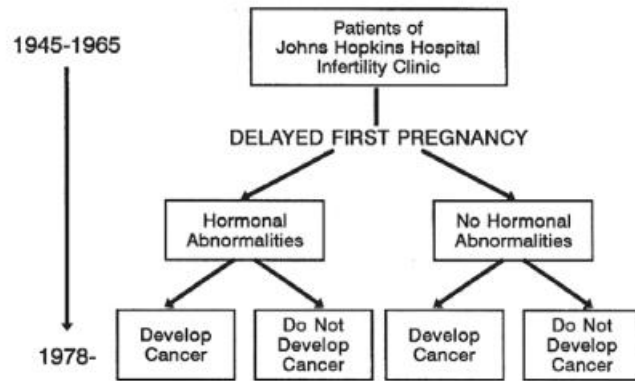 1945-1965
Patients of
Johns Hopkins Hospital
Infertility Clinic
DELAYED FIRST PREGNANCY
Hormonal
Abnormalities
No Hormonal
Abnormalities
Develop
Cancer
Do Not
Develop
Cancer
Develop
Cancer
Do Not
Develop
Cancer
1978-